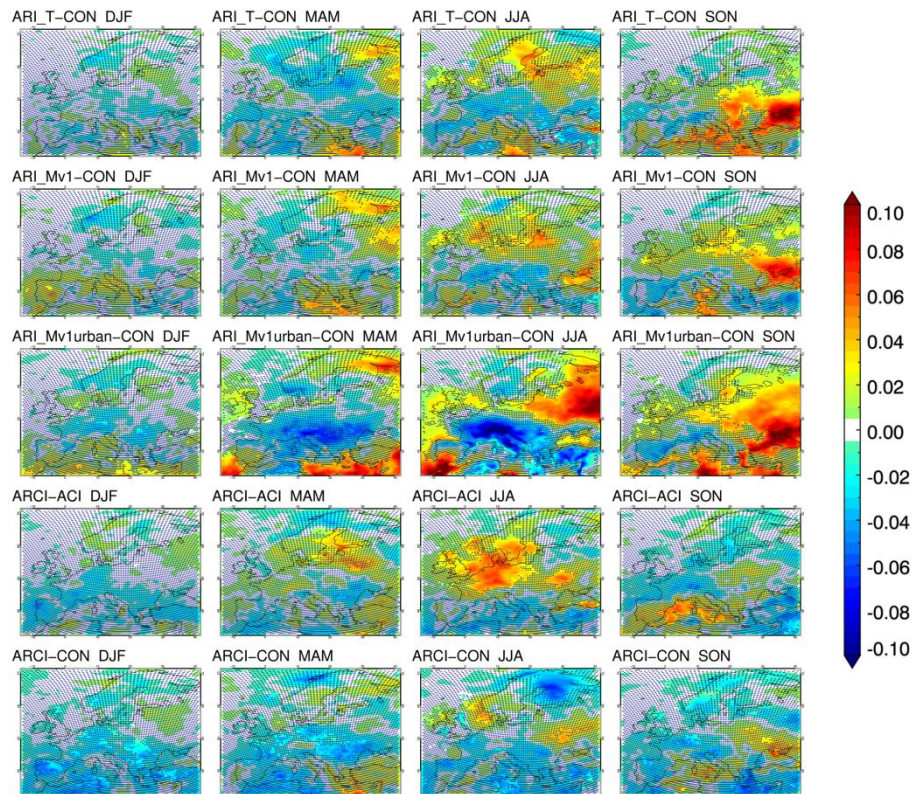 ARI_T-CON DJF
ARI_T-CON MAM
ARI_T-CON JJA
ARI_T-CON SON
ARI_Mv1-CON DJF
ARI_Mv1-CON MAM
ARI_Mv1-CON JJA
ARI_Mv1-CON SON
ARI_Mv1urban-CON DJF
ARI_Mv1urban-CON MAM
ARI_Mv1urban-CON JJA
ARI_Mv1urban-CON SON
ARCI-ACI DJF
ARCI-ACI MAM
ARCI-ACI JJA
ARCI-ACI SON
ARCI-CON DJF
ARCI-CON MAM
ARCI-CON JJA
ARCI-CON SON
0.10
0.08
0.06
0.04
0.02
0.00
-0.02
-0.04
-0.06
-0.08
-0.10